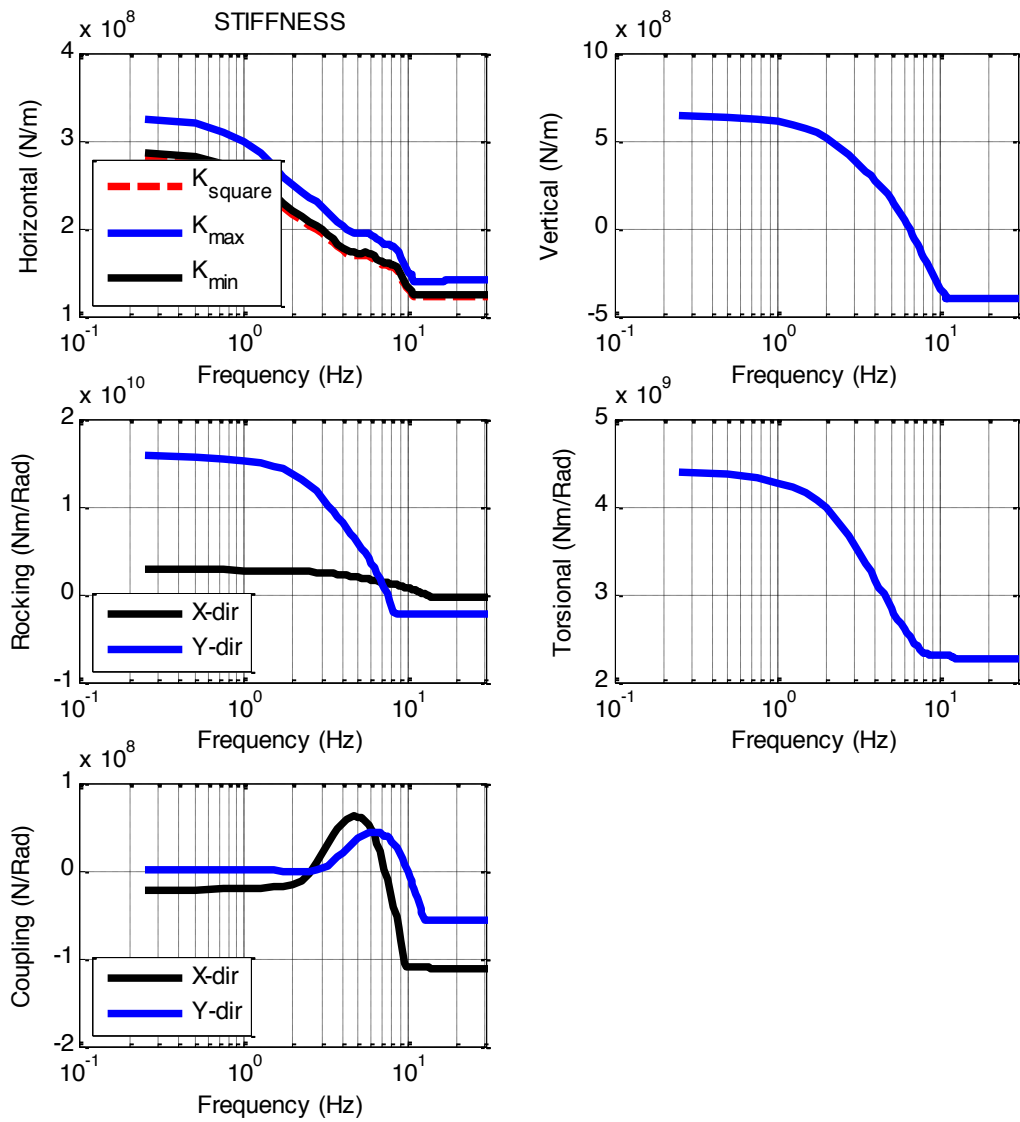 STIFFNESS
x 10^8
4
3
2
1
Horizontal (N/m)
K_square
K_max
K_min
10^-1 10^0 10^1
Frequency (Hz)
x 10^8
10
5
0
-5
Vertical (N/m)
10^-1 10^0 10^1
Frequency (Hz)
x 10^10
2
1
0
-1
Rocking (Nm/Rad)
X-dir
Y-dir
10^-1 10^0 10^1
Frequency (Hz)
x 10^9
5
4
3
2
Torsional (Nm/Rad)
10^-1 10^0 10^1
Frequency (Hz)
x 10^8
1
0
-1
-2
Coupling (N/Rad)
X-dir
Y-dir
10^-1 10^0 10^1
Frequency (Hz)